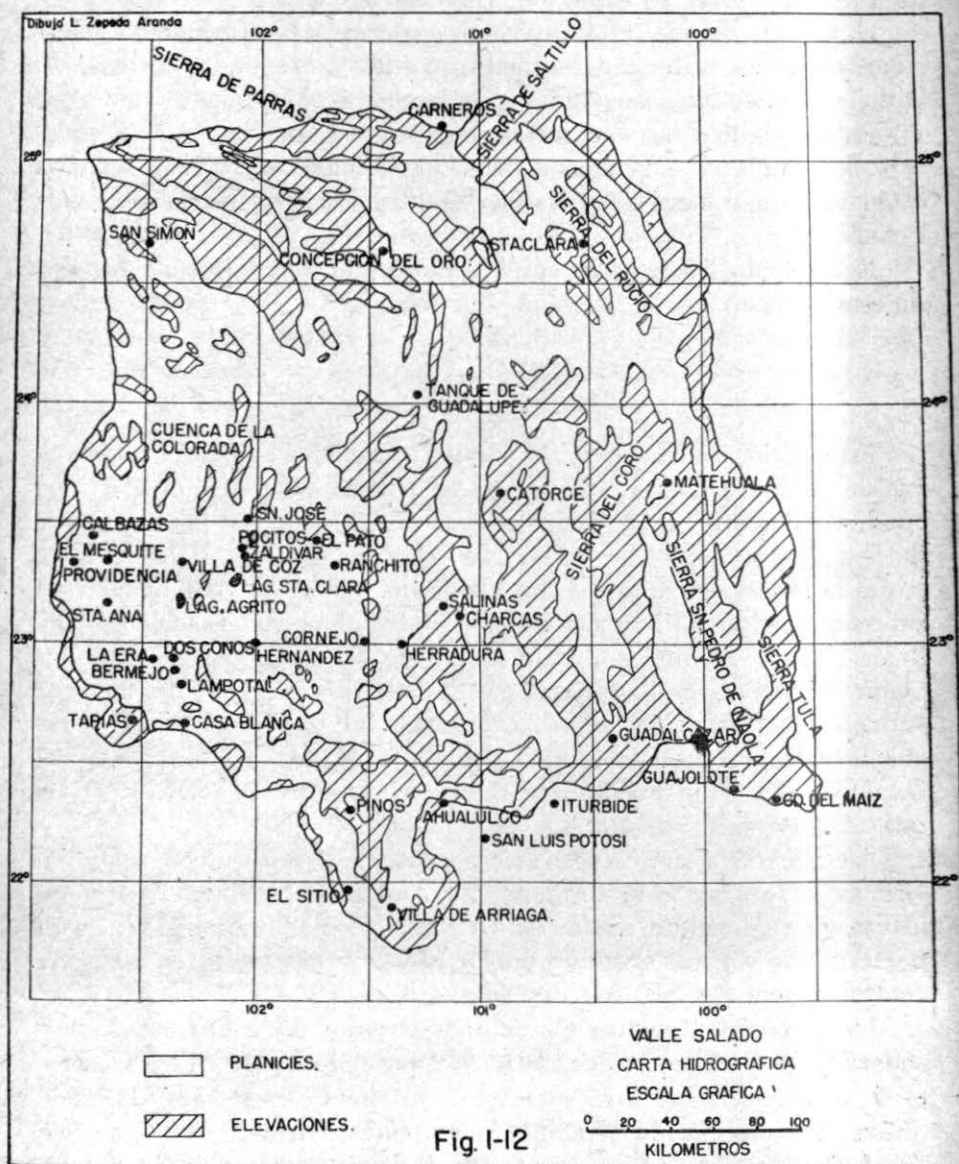 Dibujó L. Zepeda Aranda
102°
101°
100°
SIERRA DE PARRAS
SIERRA DE SALTILLO
CARNEROS
25°
25°
SAN SIMON
CONCEPCIÓN DEL ORO.
STA. CLARA
SIERRA DEL RUCIO
TANQUE DE
GUADALUPE.
24°
24°
CUENCA DE LA
COLORADA
CATORCE
SIERRA DEL CORO
MATEHUALA
SN. JOSÉ
CALBAZAS
POCITOS
EL PATO
EL MESQUITE
ZALDIVAR
PROVIDENCIA
VILLA DE COZ
RANCHITO
LAG. STA. CLARA
STA. ANA
LAG. AGRITO
SALINAS
CHARCAS
SIERRA SAN PEDRO DE NAOLA
SIERRA TULA
23°
23°
CORNEJO
HERRADURA
LA ERA
DOS CONOS
HERNANDEZ
BERMEJO
LAMPOTAL
TAPIAS
CASA BLANCA
GUADALCAZAR
GUAJOLOTE
CD. DEL MAIZ
PINOS
AHUALULCO
ITURBIDE
SAN LUIS POTOSI
22°
22°
EL SITIO
VILLA DE ARRIAGA.
102°
101°
100°
PLANICIES.
ELEVACIONES.
Fig. 1-12
VALLE SALADO
CARTA HIDROGRAFICA
ESCALA GRAFICA
0 20 40 60 80 100
KILOMETROS